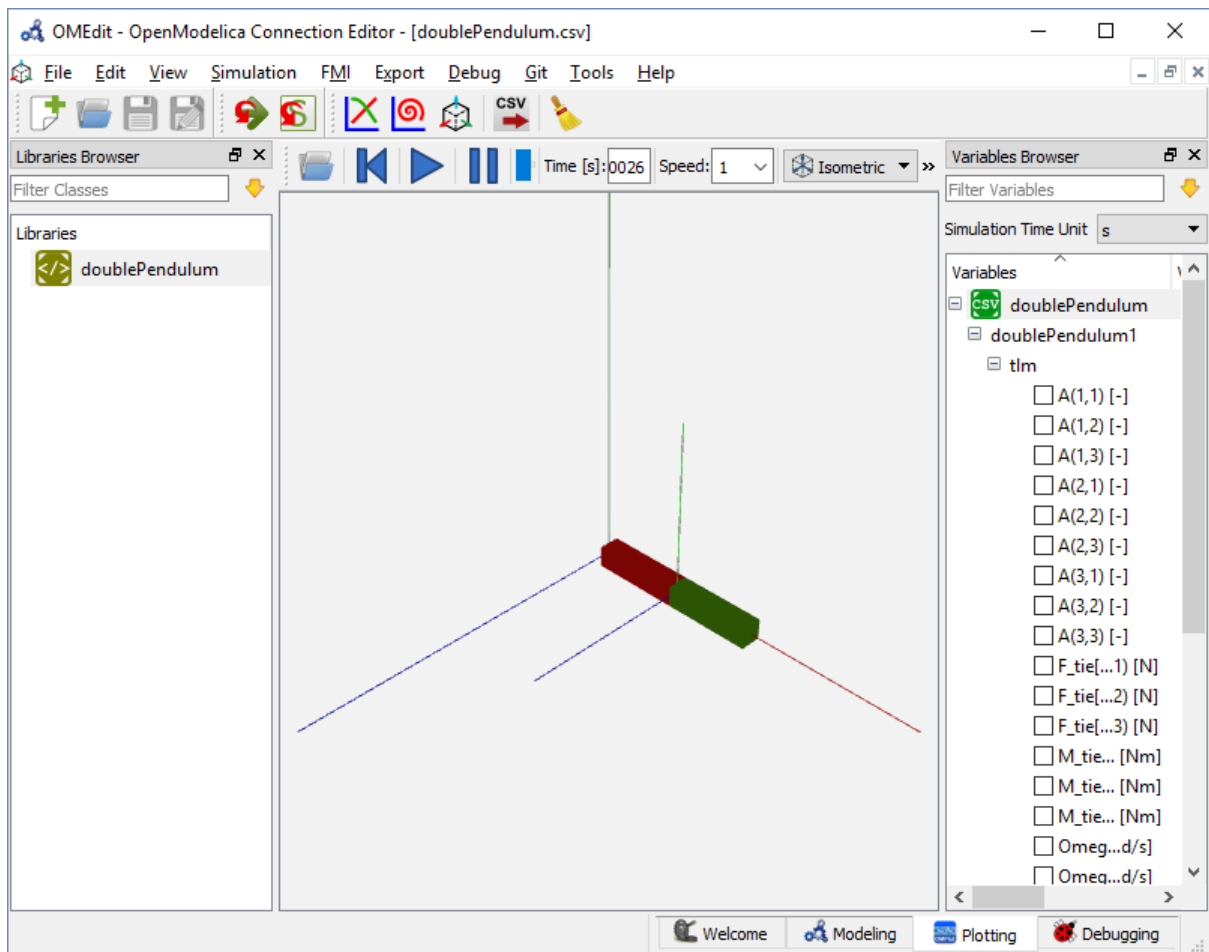 OMEdit - OpenModelica Connection Editor - [doublePendulum.csv]
File Edit View Simulation FMI Export Debug Git Tools Help
CSV
Libraries Browser
Filter Classes
Libraries
</> doublePendulum
Time [s]: 0026 Speed: 1 Isometric »
Variables Browser
Filter Variables
Simulation Time Unit s
Variables
CSV doublePendulum
doublePendulum1
tlm
A(1,1) [-]
A(1,2) [-]
A(1,3) [-]
A(2,1) [-]
A(2,2) [-]
A(2,3) [-]
A(3,1) [-]
A(3,2) [-]
A(3,3) [-]
F_tie[...1) [N]
F_tie[...2) [N]
F_tie[...3) [N]
M_tie... [Nm]
M_tie... [Nm]
M_tie... [Nm]
Omeg...d/s]
Omeg...d/s]
Welcome Modeling Plotting Debugging